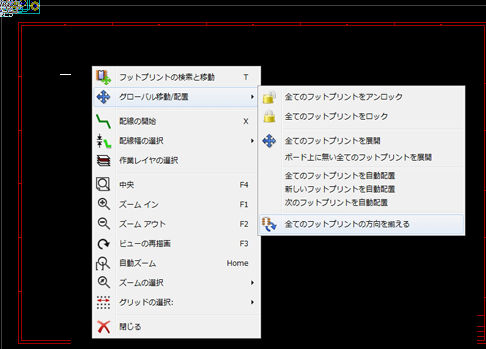 フットプリントの検索と移動 T
グローバル移動/配置
配線の開始 X
配線幅の選択
作業レイヤの選択
中央 F4
ズーム イン F1
ズーム アウト F2
ビューの再描画 F3
自動ズーム Home
ズームの選択
グリッドの選択:
閉じる
全てのフットプリントをアンロック
全てのフットプリントをロック
全てのフットプリントを展開
ボード上に無い全てのフットプリントを展開
全てのフットプリントを自動配置
新しいフットプリントを自動配置
次のフットプリントを自動配置
全てのフットプリントの方向を揃える